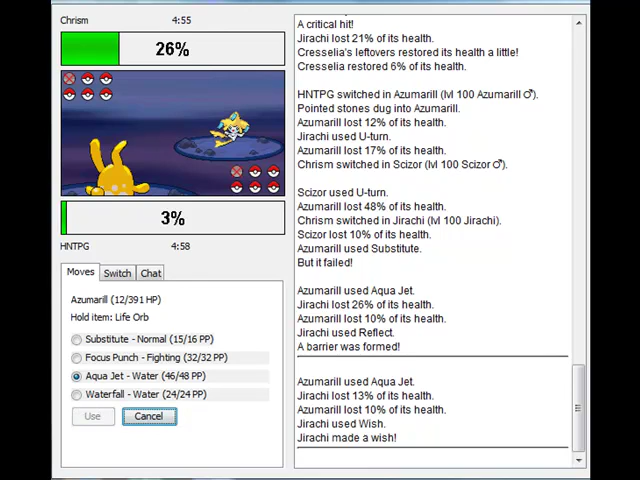 Chrism 4:55
26%
3%
HNTPG 4:58
Moves Switch Chat
Azumarill (12/391 HP)
Hold item: Life Orb
Substitute - Normal (15/16 PP)
Focus Punch - Fighting (32/32 PP)
Aqua Jet - Water (46/48 PP)
Waterfall - Water (24/24 PP)
Use Cancel
A critical hit!
Jirachi lost 21% of its health.
Cresselia's leftovers restored its health a little!
Cresselia restored 6% of its health.
HNTPG switched in Azumarill (lvl 100 Azumarill ♂).
Pointed stones dug into Azumarill.
Azumarill lost 12% of its health.
Jirachi used U-turn.
Azumarill lost 17% of its health.
Chrism switched in Scizor (lvl 100 Scizor ♂).
Scizor used U-turn.
Azumarill lost 48% of its health.
Chrism switched in Jirachi (lvl 100 Jirachi).
Scizor lost 10% of its health.
Azumarill used Substitute.
But it failed!
Azumarill used Aqua Jet.
Jirachi lost 26% of its health.
Azumarill lost 10% of its health.
Jirachi used Reflect.
A barrier was formed!
Azumarill used Aqua Jet.
Jirachi lost 13% of its health.
Azumarill lost 10% of its health.
Jirachi used Wish.
Jirachi made a wish!